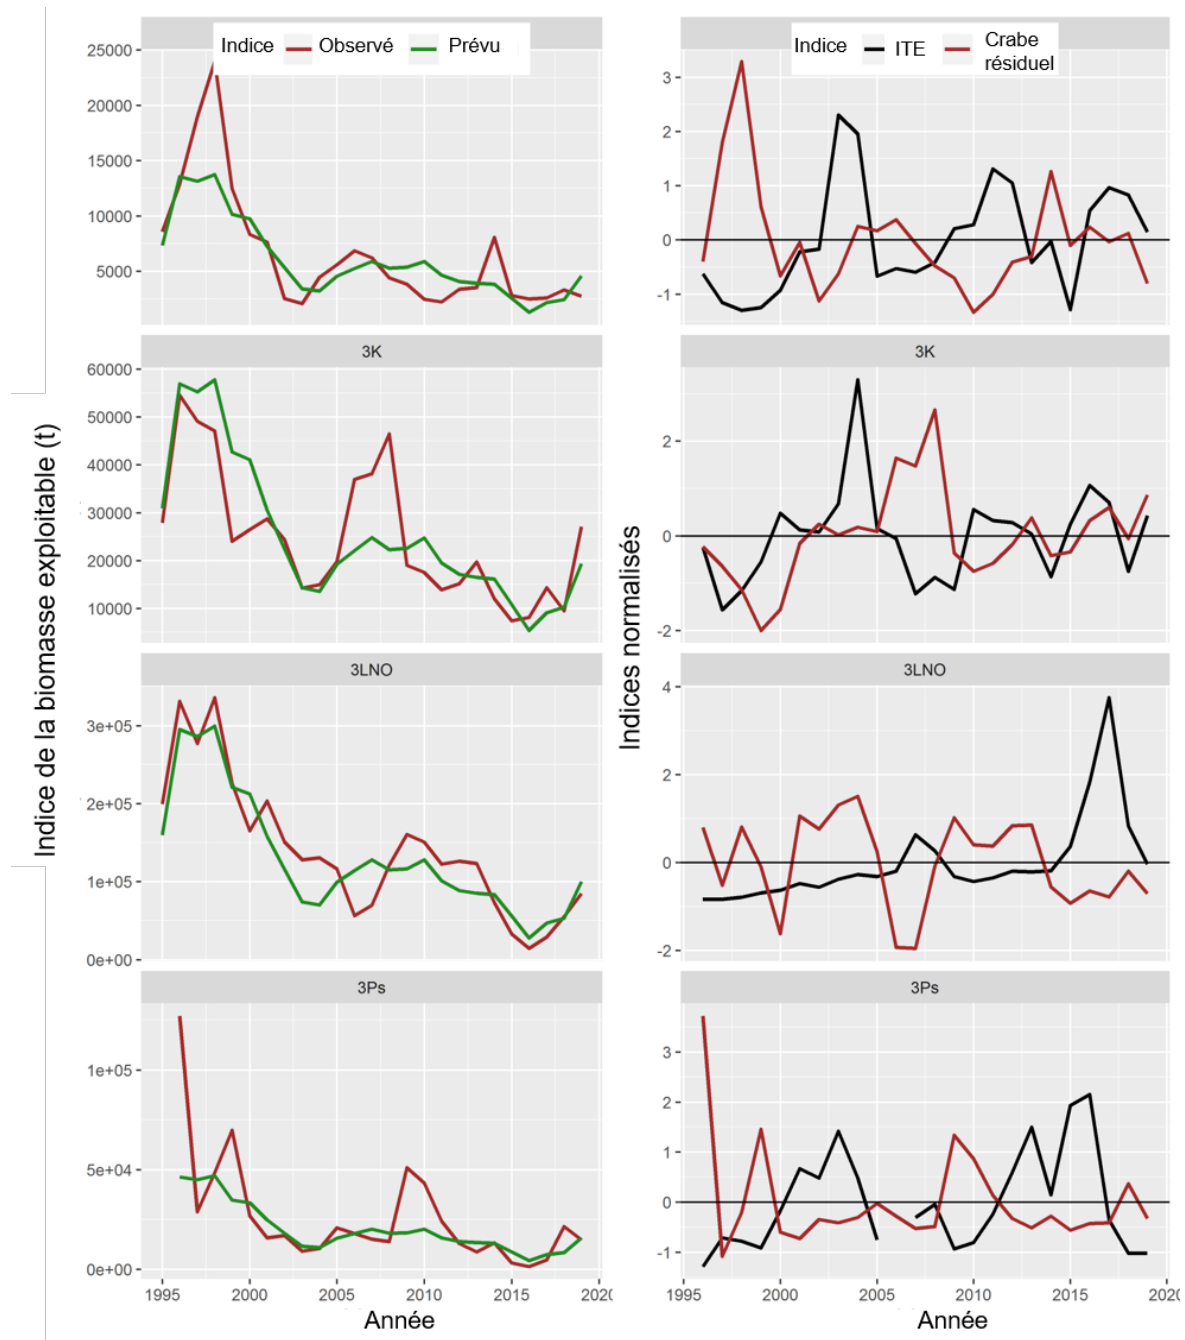 Indice Observé Prévu
25000
20000
15000
10000
5000
Indice ITE Crabe
résiduel
3
2
1
0
-1
3K
60000
50000
40000
30000
20000
10000
3K
2
0
-2
Indice de la biomasse exploitable (t)
Indices normalisés
3LNO
3e+05
2e+05
1e+05
0e+00
3LNO
4
2
0
-2
3Ps
1e+05
5e+04
0e+00
1995 2000 2005 2010 2015 2020
Année
3Ps
3
2
1
0
-1
1995 2000 2005 2010 2015 2020
Année